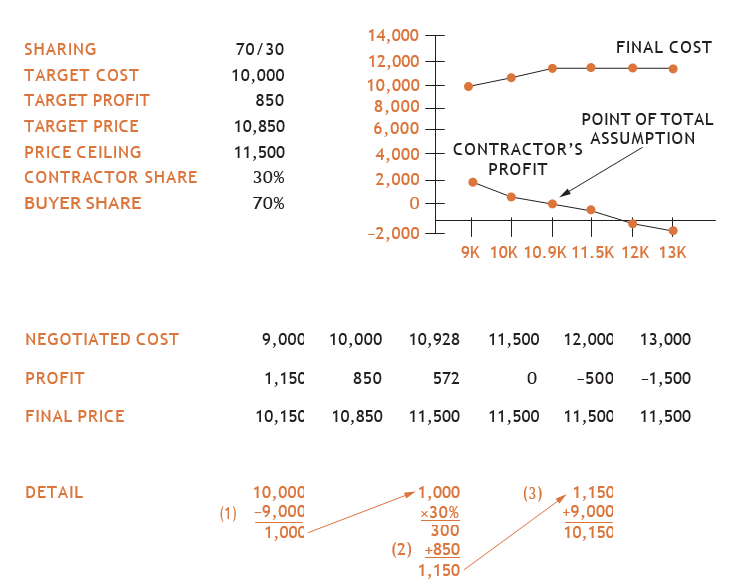 SHARING 70/30
TARGET COST 10,000
TARGET PROFIT 850
TARGET PRICE 10,850
PRICE CEILING 11,500
CONTRACTOR SHARE 30%
BUYER SHARE 70%
14,000
12,000
10,000
8,000
6,000
4,000
2,000
0
-2,000
FINAL COST
POINT OF TOTAL
ASSUMPTION
CONTRACTOR'S
PROFIT
9K 10K 10.9K 11.5K 12K 13K
NEGOTIATED COST 9,000 10,000 10,928 11,500 12,000 13,000
PROFIT 1,150 850 572 0 -500 -1,500
FINAL PRICE 10,150 10,850 11,500 11,500 11,500 11,500
DETAIL 10,000 1,000 (3) 1,150
(1) -9,000 ×30% +9,000
1,000 300 10,150
(2) +850
1,150